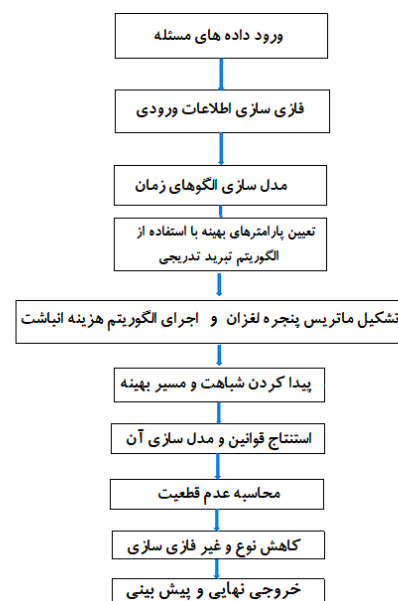 ورود داده های مسئله
فازی سازی اطلاعات ورودی
مدل سازی الگوهای زمان
تعیین پارامترهای بهینه با استفاده از
الگوریتم تبرید تدریجی
تشکیل ماتریس پنجره لغزان و اجرای الگوریتم هزینه انباشت
پیدا کردن شباهت و مسیر بهینه
استنتاج قوانین و مدل سازی آن
محاسبه عدم قطعیت
کاهش نوع و غیر فازی سازی
خروجی نهایی و پیش بینی